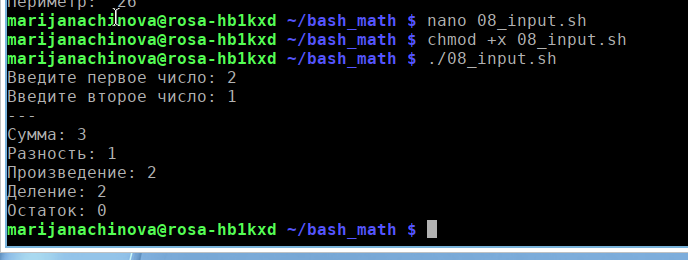 Периметр: 26
marijanachinova@rosa-hb1kxd ~/bash_math $ nano 08_input.sh
marijanachinova@rosa-hb1kxd ~/bash_math $ chmod +x 08_input.sh
marijanachinova@rosa-hb1kxd ~/bash_math $ ./08_input.sh
Введите первое число: 2
Введите второе число: 1
---
Сумма: 3
Разность: 1
Произведение: 2
Деление: 2
Остаток: 0
marijanachinova@rosa-hb1kxd ~/bash_math $